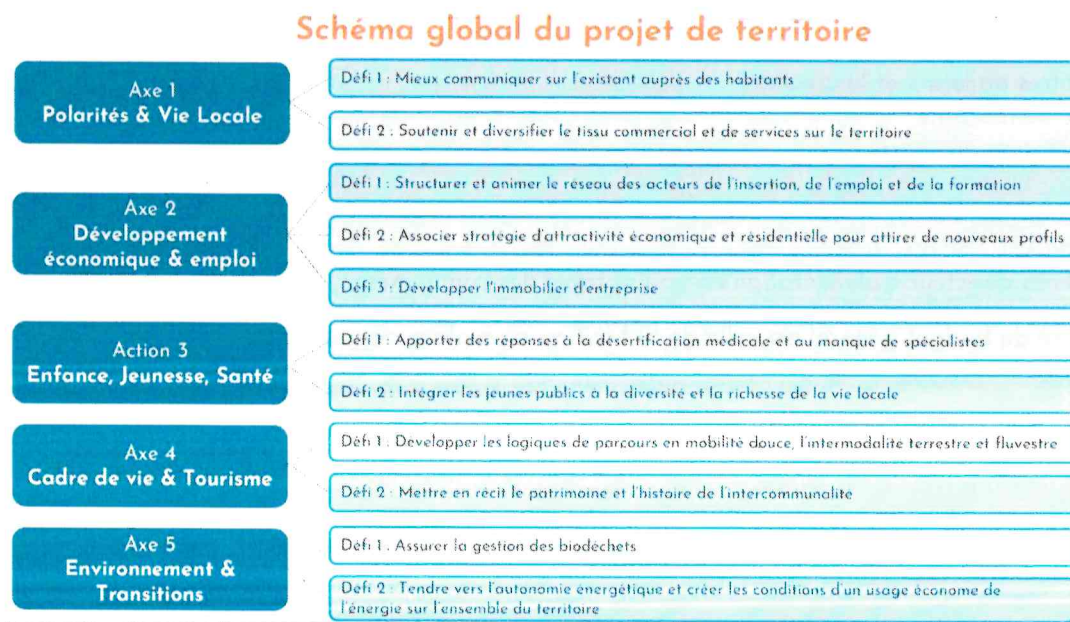 Schéma global du projet de territoire
Axe 1
Polarités & Vie Locale
Défi 1 : Mieux communiquer sur l'existant auprès des habitants
Défi 2 : Soutenir et diversifier le tissu commercial et de services sur le territoire
Axe 2
Développement
économique & emploi
Défi 1 : Structurer et animer le réseau des acteurs de l'insertion, de l'emploi et de la formation
Défi 2 : Associer stratégie d'attractivité économique et résidentielle pour attirer de nouveaux profils
Défi 3 : Développer l'immobilier d'entreprise
Action 3
Enfance, Jeunesse, Santé
Défi 1 : Apporter des réponses à la désertification médicale et au manque de spécialistes
Défi 2 : Intégrer les jeunes publics à la diversité et la richesse de la vie locale
Axe 4
Cadre de vie & Tourisme
Défi 1 : Développer les logiques de parcours en mobilité douce, l'intermodalité terrestre et fluvestre
Défi 2 : Mettre en récit le patrimoine et l'histoire de l'intercommunalité
Axe 5
Environnement &
Transitions
Défi 1 : Assurer la gestion des biodéchets
Défi 2 : Tendre vers l'autonomie énergétique et créer les conditions d'un usage économe de
l'énergie sur l'ensemble du territoire